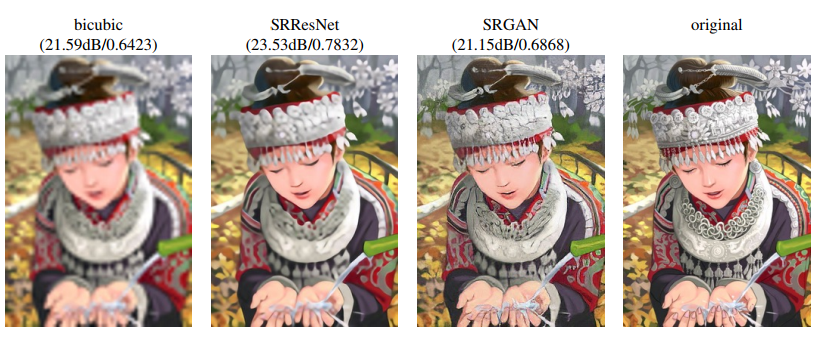 bicubic
(21.59dB/0.6423)
SRResNet
(23.53dB/0.7832)
SRGAN
(21.15dB/0.6868)
original